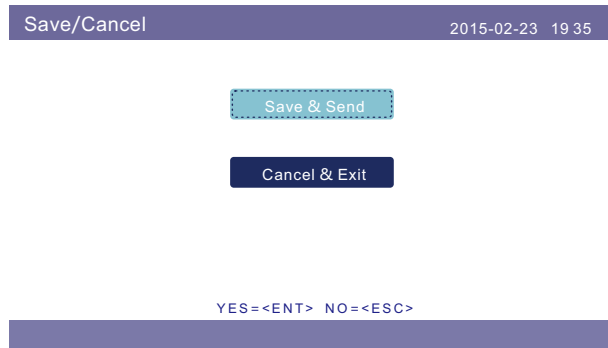 Save/Cancel 2015-02-23 19 35
Save & Send
Cancel & Exit
YES=<ENT> NO=<ESC>